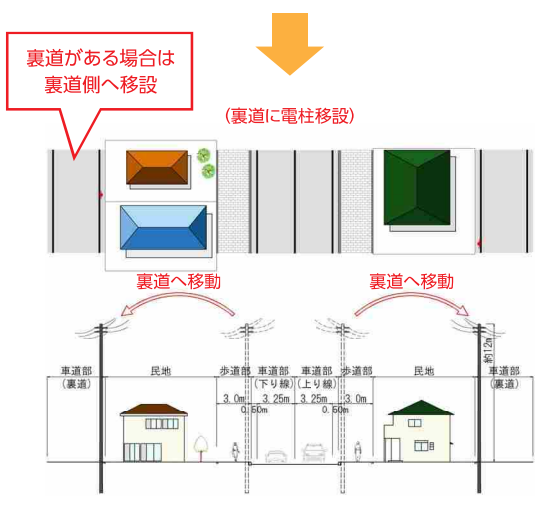 裏道がある場合は
裏道側へ移設
(裏道に電柱移設)
裏道へ移動
裏道へ移動
約12m
車道部
(裏道)
民地
歩道部
車道部
(下り線)
車道部
(上り線)
歩道部
民地
車道部
(裏道)
3.0m
3.25m
3.25m
3.0m
0.50m
0.50m